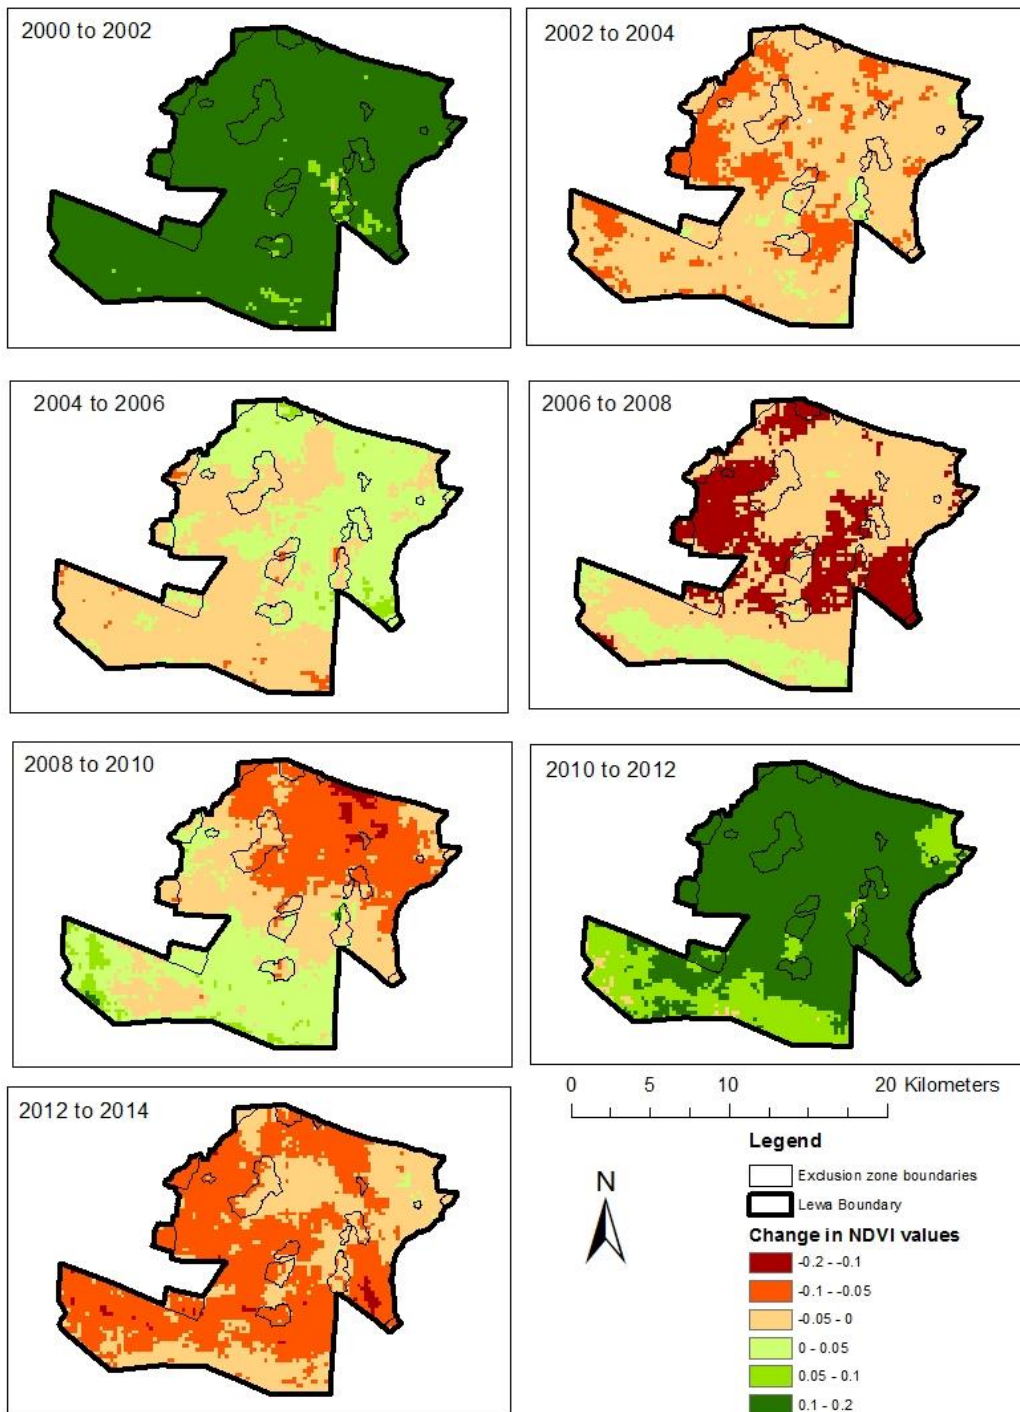 2000 to 2002
2002 to 2004
2004 to 2006
2006 to 2008
2008 to 2010
2010 to 2012
2012 to 2014
0 5 10 20 Kilometers
N
Legend
Exclusion zone boundaries
Lewa Boundary
Change in NDVI values
-0.2 - -0.1
-0.1 - -0.05
-0.05 - 0
0 - 0.05
0.05 - 0.1
0.1 - 0.2